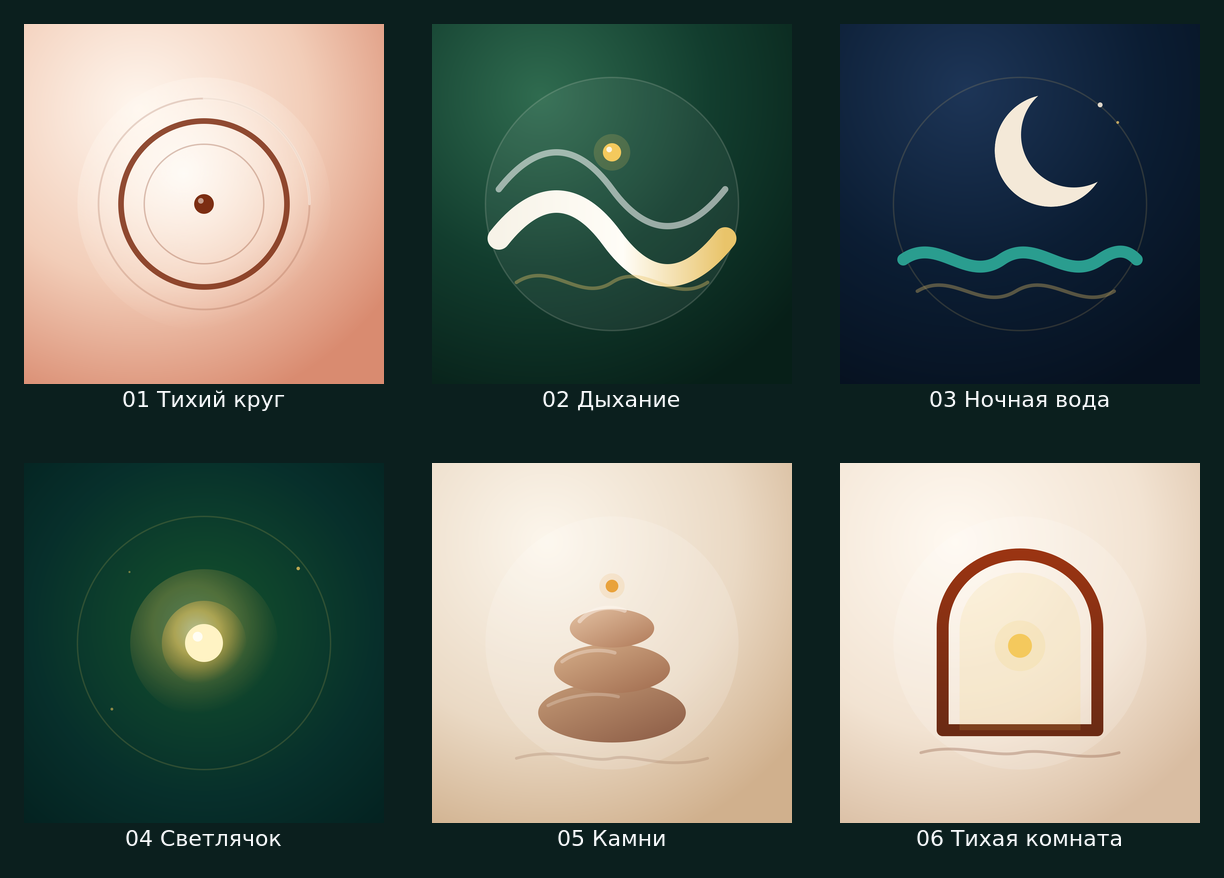 01 Тихий круг
02 Дыхание
03 Ночная вода
04 Светлячок
05 Камни
06 Тихая комната